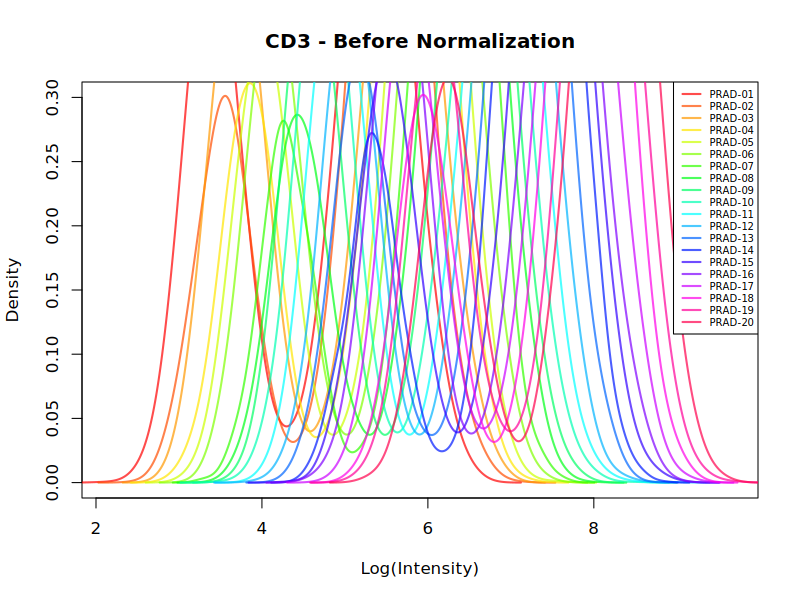 CD3 - Before Normalization
0.30
0.25
0.20
0.15
0.10
0.05
0.00
Density
2
4
6
8
Log(Intensity)
PRAD-01
PRAD-02
PRAD-03
PRAD-04
PRAD-05
PRAD-06
PRAD-07
PRAD-08
PRAD-09
PRAD-10
PRAD-11
PRAD-12
PRAD-13
PRAD-14
PRAD-15
PRAD-16
PRAD-17
PRAD-18
PRAD-19
PRAD-20